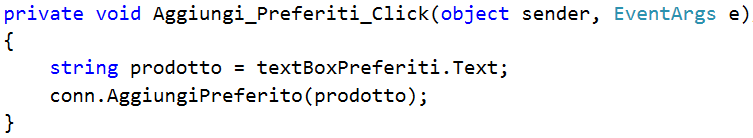 private void Aggiungi_Preferiti_Click(object sender, EventArgs e)
{
    string prodotto = textBoxPreferiti.Text;
    conn.AggiungiPreferito(prodotto);
}